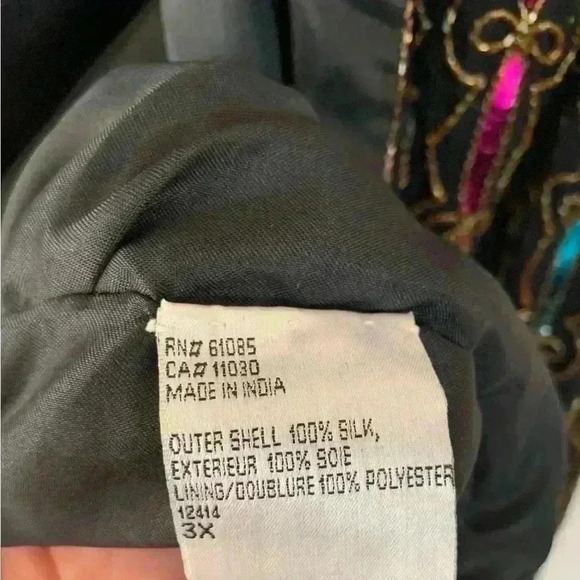 RN# 61085
CA# 11030
MADE IN INDIA
OUTER SHELL 100% SILK,
EXTERIEUR 100% SOIE
LINING/DOUBLURE 100% POLYESTER
12414
3X